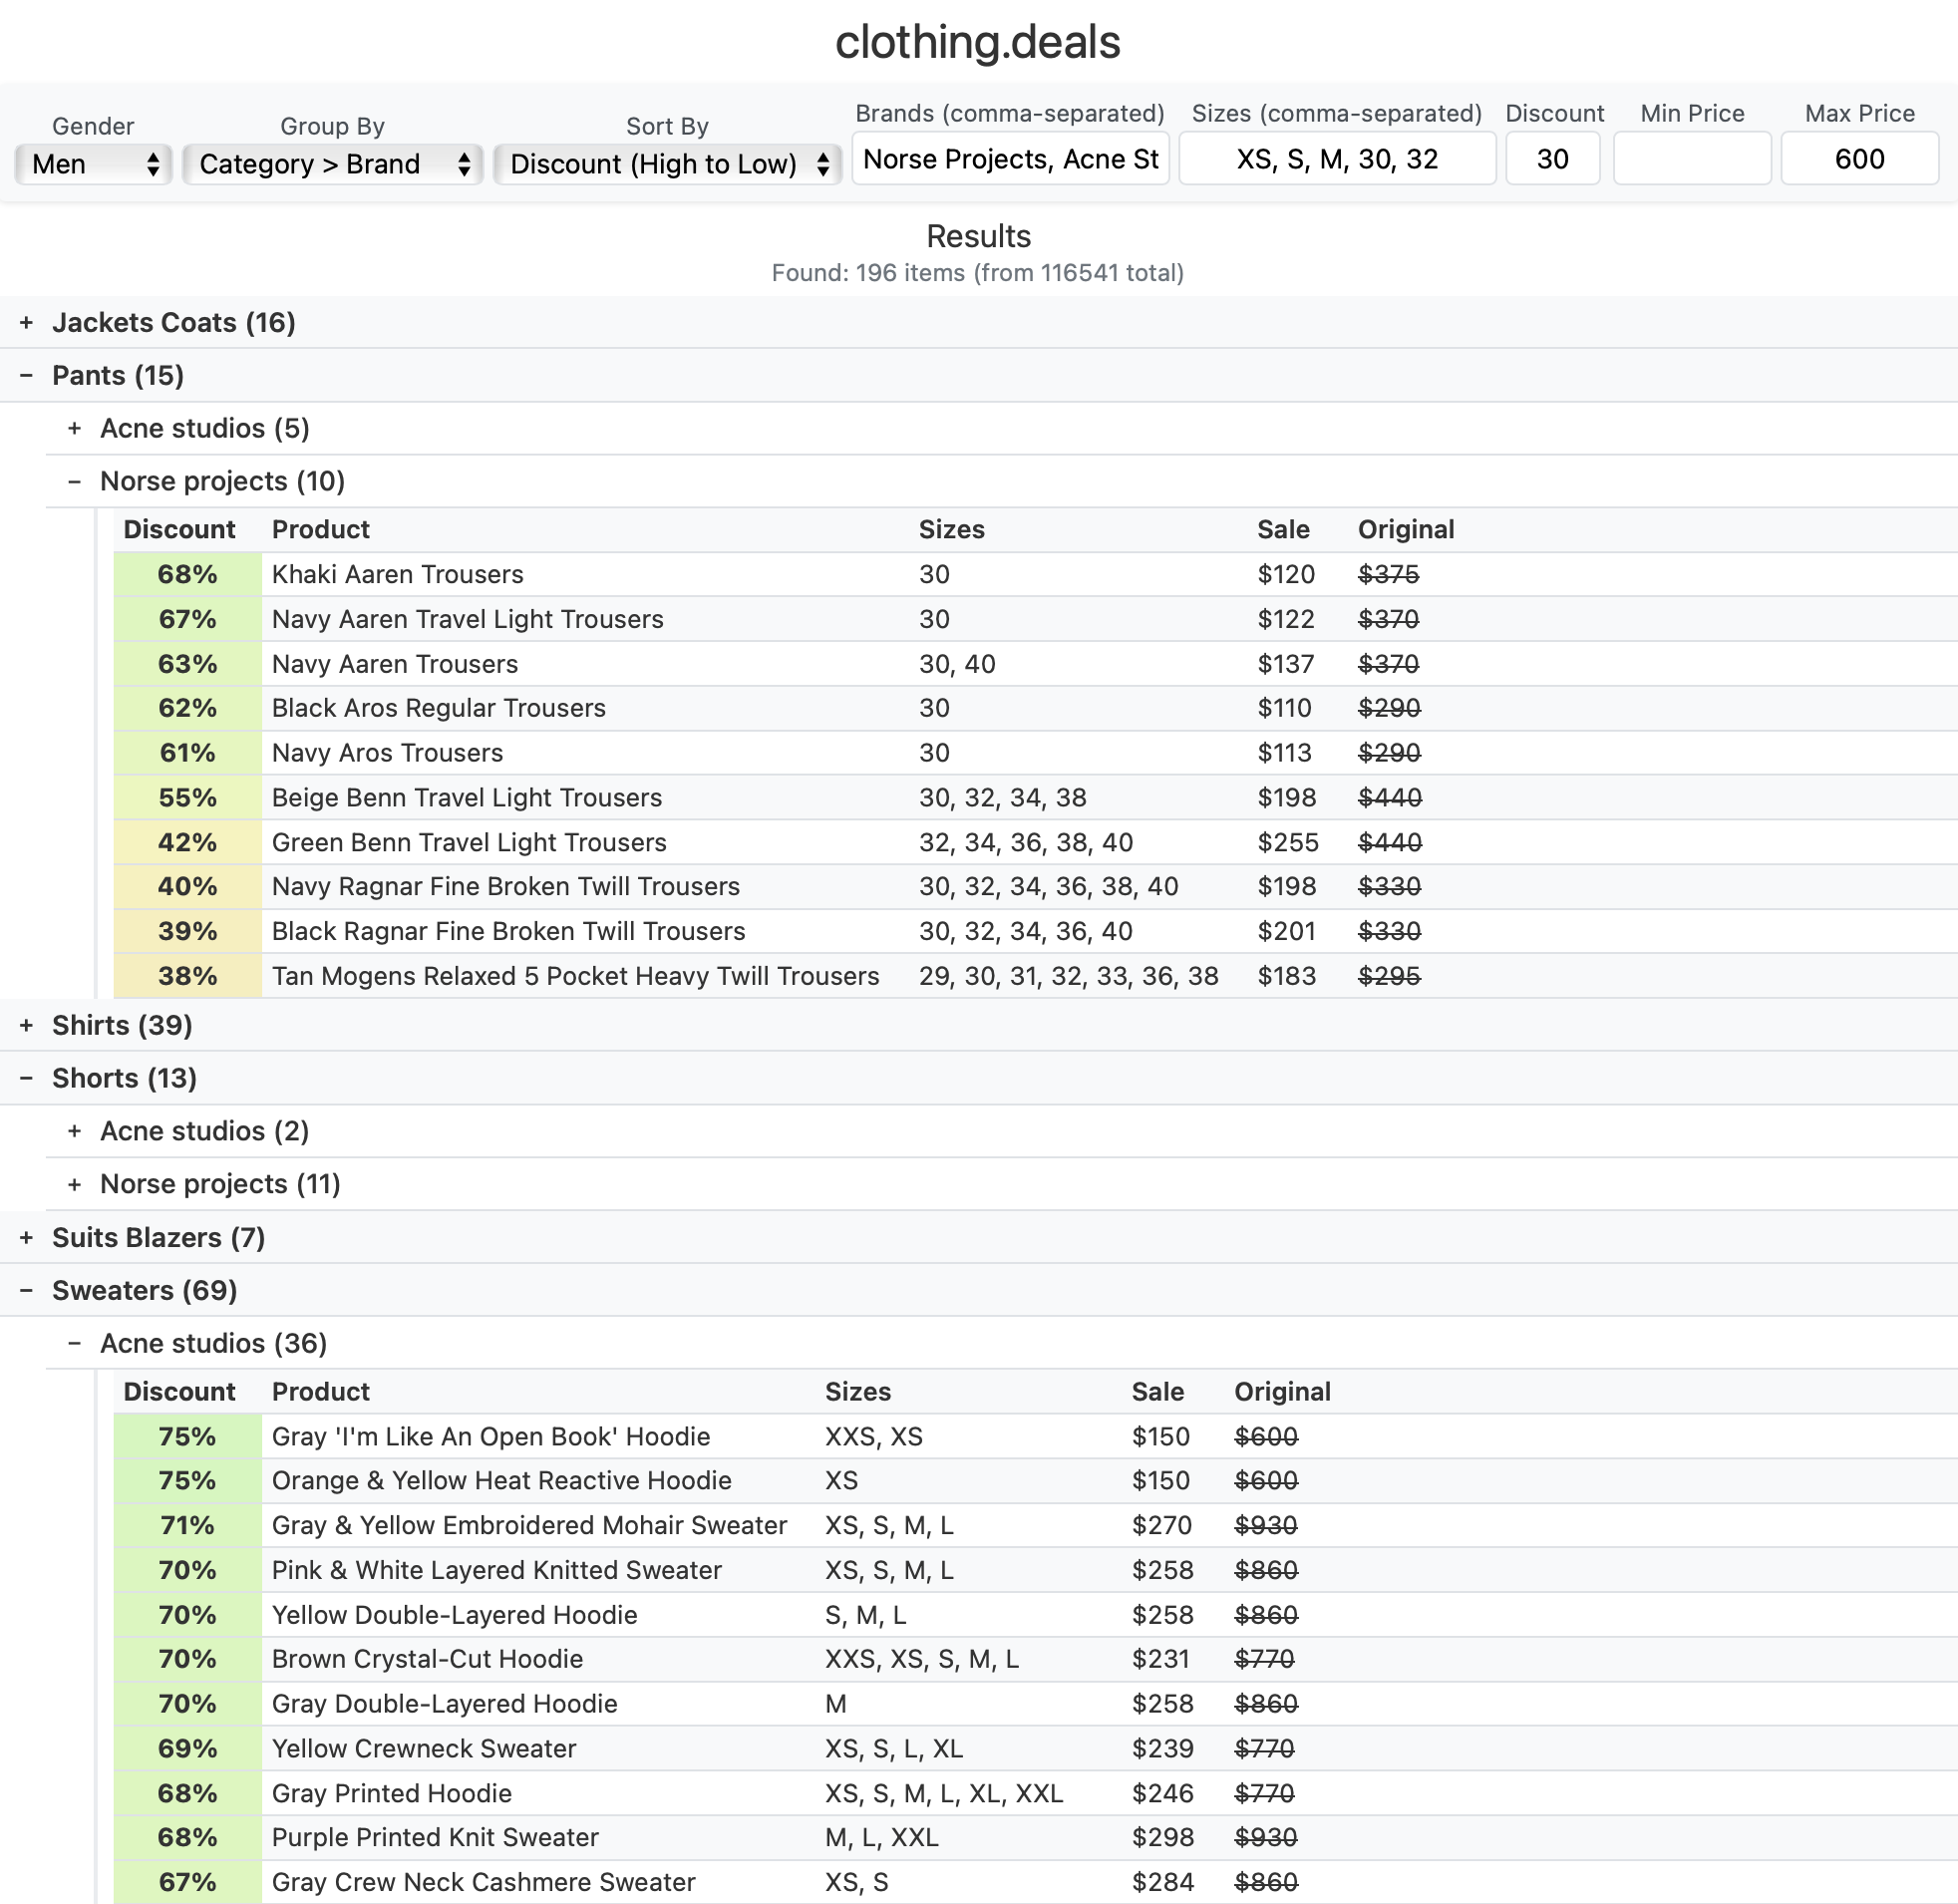 clothing.deals
Gender Group By Sort By Brands (comma-separated) Sizes (comma-separated) Discount Min Price Max Price
Men Category > Brand Discount (High to Low) Norse Projects, Acne St XS, S, M, 30, 32 30 600
Results
Found: 196 items (from 116541 total)
+ Jackets Coats (16)
− Pants (15)
+ Acne studios (5)
− Norse projects (10)
Discount Product Sizes Sale Original
68% Khaki Aaren Trousers 30 $120 $375
67% Navy Aaren Travel Light Trousers 30 $122 $370
63% Navy Aaren Trousers 30, 40 $137 $370
62% Black Aros Regular Trousers 30 $110 $290
61% Navy Aros Trousers 30 $113 $290
55% Beige Benn Travel Light Trousers 30, 32, 34, 38 $198 $440
42% Green Benn Travel Light Trousers 32, 34, 36, 38, 40 $255 $440
40% Navy Ragnar Fine Broken Twill Trousers 30, 32, 34, 36, 38, 40 $198 $330
39% Black Ragnar Fine Broken Twill Trousers 30, 32, 34, 36, 40 $201 $330
38% Tan Mogens Relaxed 5 Pocket Heavy Twill Trousers 29, 30, 31, 32, 33, 36, 38 $183 $295
+ Shirts (39)
− Shorts (13)
+ Acne studios (2)
+ Norse projects (11)
+ Suits Blazers (7)
− Sweaters (69)
− Acne studios (36)
Discount Product Sizes Sale Original
75% Gray 'I'm Like An Open Book' Hoodie XXS, XS $150 $600
75% Orange & Yellow Heat Reactive Hoodie XS $150 $600
71% Gray & Yellow Embroidered Mohair Sweater XS, S, M, L $270 $930
70% Pink & White Layered Knitted Sweater XS, S, M, L $258 $860
70% Yellow Double-Layered Hoodie S, M, L $258 $860
70% Brown Crystal-Cut Hoodie XXS, XS, S, M, L $231 $770
70% Gray Double-Layered Hoodie M $258 $860
69% Yellow Crewneck Sweater XS, S, L, XL $239 $770
68% Gray Printed Hoodie XS, S, M, L, XL, XXL $246 $770
68% Purple Printed Knit Sweater M, L, XXL $298 $930
67% Gray Crew Neck Cashmere Sweater XS, S $284 $860